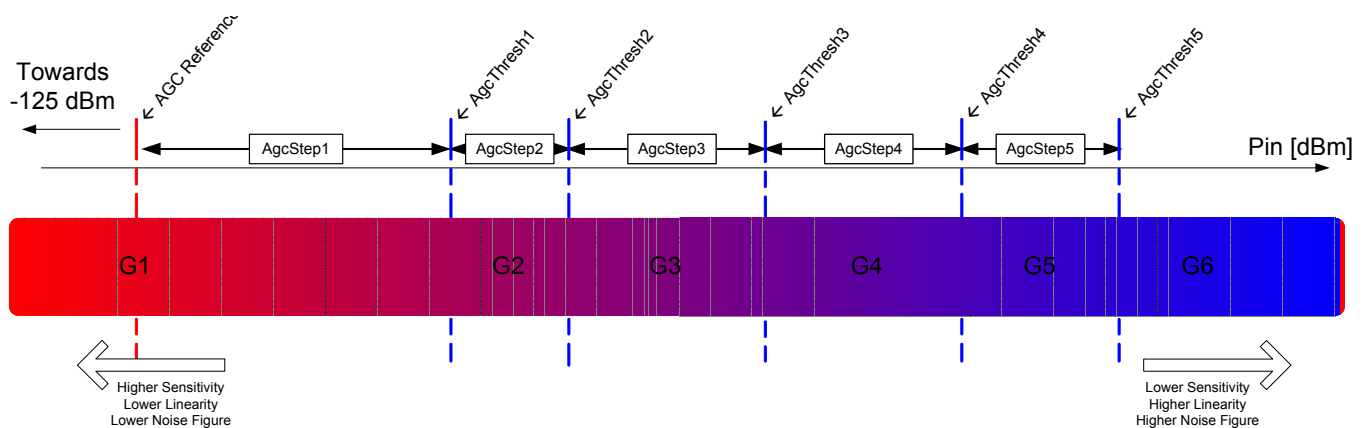 AGC Reference
AgcThresh1
AgcThresh2
AgcThresh3
AgcThresh4
AgcThresh5
Towards
-125 dBm
AgcStep1
AgcStep2
AgcStep3
AgcStep4
AgcStep5
Pin [dBm]
G1
G2
G3
G4
G5
G6
Higher Sensitivity
Lower Linearity
Lower Noise Figure
Lower Sensitivity
Higher Linearity
Higher Noise Figure